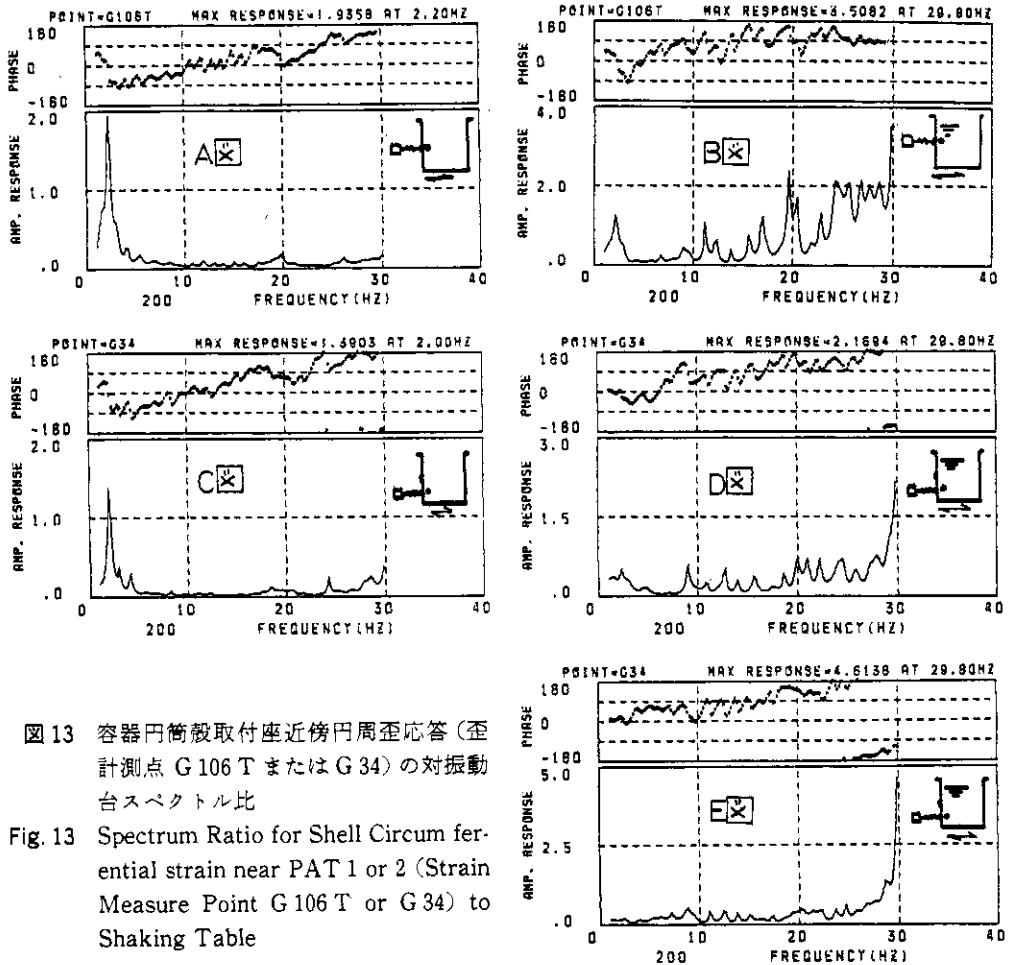 POINT=G106T MAX RESPONSE=1.9358 AT 2.20HZ
180
0
-180
PHASE
2.0
1.0
.0
AMP. RESPONSE
A図
0 10 20 30 40
200 FREQUENCY(HZ)
POINT=G106T MAX RESPONSE=3.5082 AT 29.80HZ
180
0
-180
PHASE
4.0
2.0
.0
AMP. RESPONSE
B図
0 10 20 30 40
200 FREQUENCY(HZ)
POINT=G34 MAX RESPONSE= AT 2.00HZ
180
0
-180
PHASE
2.0
1.0
.0
AMP. RESPONSE
C図
0 10 20 30 40
200 FREQUENCY(HZ)
POINT=G34 MAX RESPONSE=2.1694 AT 29.80HZ
180
0
-180
PHASE
3.0
1.5
.0
AMP. RESPONSE
D図
0 10 20 30 40
200 FREQUENCY(HZ)
POINT=G34 MAX RESPONSE=4.6138 AT 29.80HZ
180
0
-180
PHASE
5.0
2.5
.0
AMP. RESPONSE
E図
0 10 20 30 40
200 FREQUENCY(HZ)
図13 容器円筒殻取付座近傍円周歪応答(歪
計測点 G 106 T または G 34)の対振動
台スペクトル比
Fig. 13 Spectrum Ratio for Shell Circum fer-
ential strain near PAT 1 or 2 (Strain
Measure Point G 106 T or G 34) to
Shaking Table